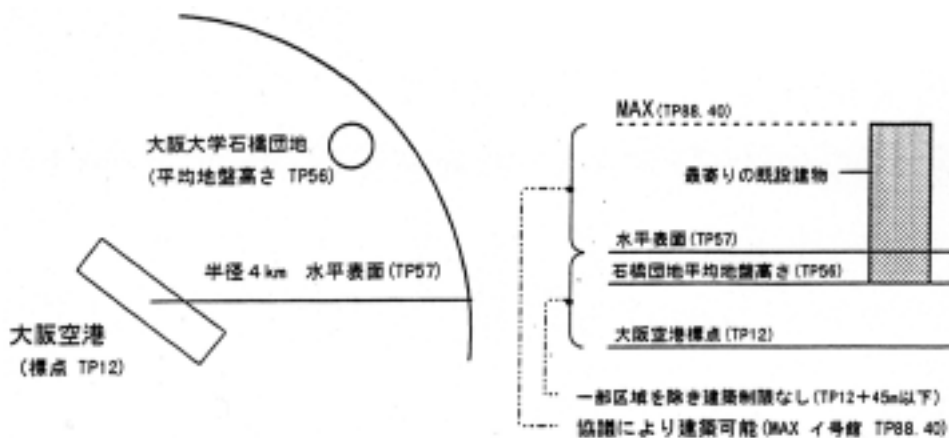 大阪大学石橋団地
(平均地盤高さ TP56)
半径4km 水平表面(TP57)
大阪空港
(標点 TP12)
MAX(TP88.40)
最寄りの既設建物
水平表面(TP57)
石橋団地平均地盤高さ(TP56)
大阪空港標点(TP12)
一部区域を除き建築制限なし(TP12+45m以下)
協議により建築可能(MAX イ号館 TP88.40)